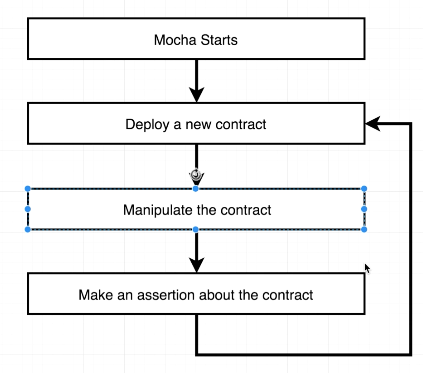 Mocha Starts
Deploy a new contract
Manipulate the contract
Make an assertion about the contract